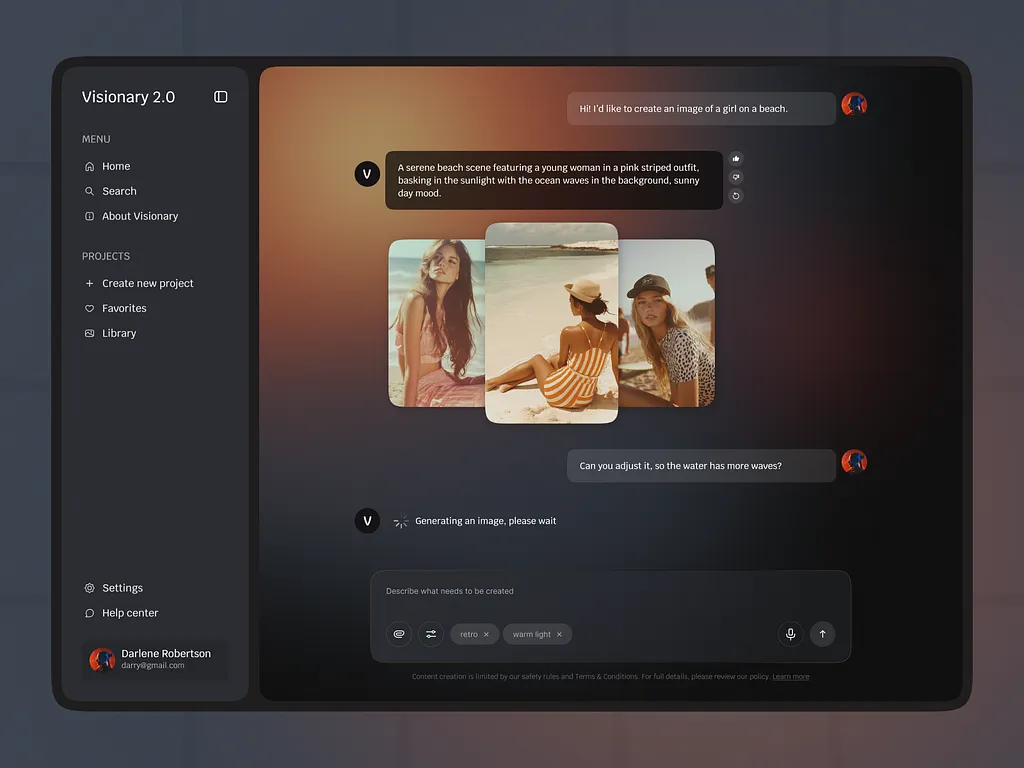 Visionary 2.0
MENU
Home
Search
About Visionary
PROJECTS
Create new project
Favorites
Library
Settings
Help center
Darlene Robertson
darry@gmail.com
Hi! I'd like to create an image of a girl on a beach.
V
A serene beach scene featuring a young woman in a pink striped outfit,
basking in the sunlight with the ocean waves in the background, sunny
day mood.
Can you adjust it, so the water has more waves?
V
Generating an image, please wait
Describe what needs to be created
retro ×
warm light ×
Content creation is limited by our safety rules and Terms & Conditions. For full details, please review our policy. Learn more